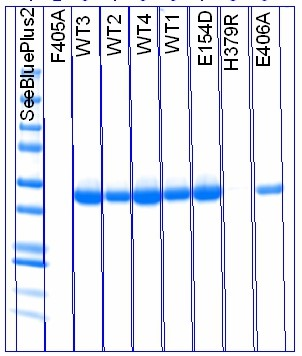 SeeBluePlus2
F405A
WT3
WT2
WT4
WT1
E154D
H379R
E406A